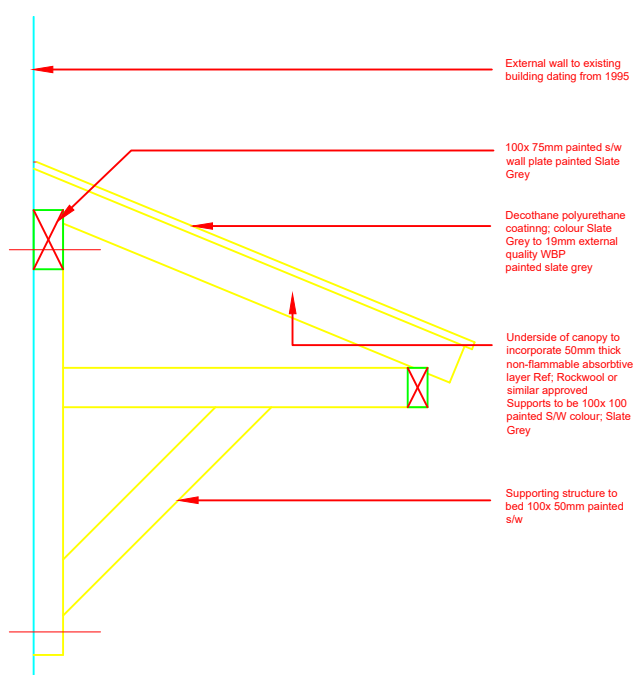 External wall to existing
building dating from 1995
100x 75mm painted s/w
wall plate painted Slate
Grey
Decothane polyurethane
coatinng; colour Slate
Grey to 19mm external
quality WBP
painted slate grey
Underside of canopy to
incorporate 50mm thick
non-flammable absorbtive
layer Ref; Rockwool or
similar approved
Supports to be 100x 100
painted S/W colour; Slate
Grey
Supporting structure to
bed 100x 50mm painted
s/w